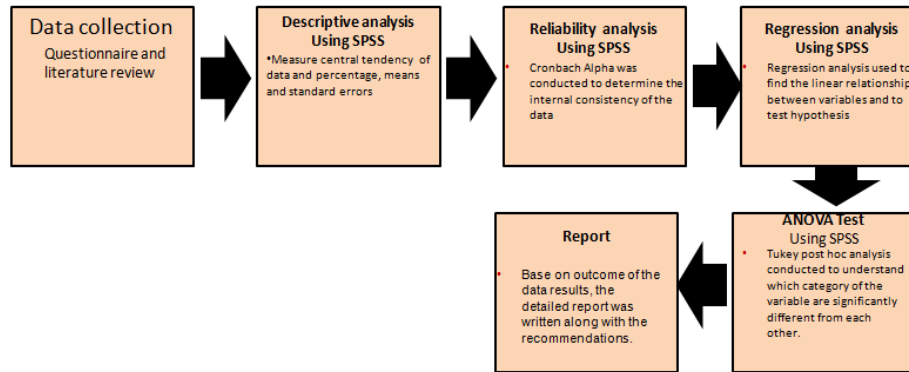 Data collection
Questionnaire and
literature review
Descriptive analysis
Using SPSS
•Measure central tendency of
data and percentage, means
and standard errors
Reliability analysis
Using SPSS
• Cronbach Alpha was
conducted to determine the
internal consistency of the
data
Regression analysis
Using SPSS
• Regression analysis used to
find the linear relationship
between variables and to
test hypothesis
ANOVA Test
Using SPSS
• Tukey post hoc analysis
conducted to understand
which category of the
variable are significantly
different from each
other.
Report
• Base on outcome of the
data results, the
detailed report was
written along with the
recommendations.